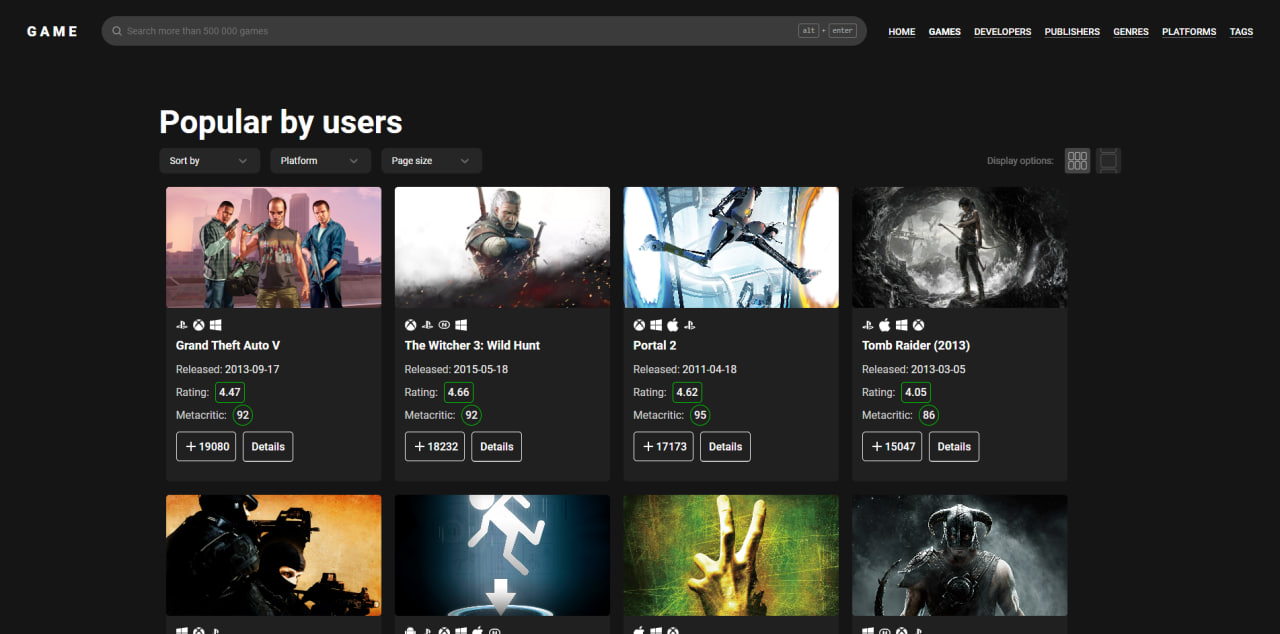 GAME
Search more than 500 000 games
alt + enter
HOME GAMES DEVELOPERS PUBLISHERS GENRES PLATFORMS TAGS
Popular by users
Sort by Platform Page size
Display options:
Grand Theft Auto V
Released: 2013-09-17
Rating: 4.47
Metacritic: 92
+ 19080 Details
The Witcher 3: Wild Hunt
Released: 2015-05-18
Rating: 4.66
Metacritic: 92
+ 18232 Details
Portal 2
Released: 2011-04-18
Rating: 4.62
Metacritic: 95
+ 17173 Details
Tomb Raider (2013)
Released: 2013-03-05
Rating: 4.05
Metacritic: 86
+ 15047 Details